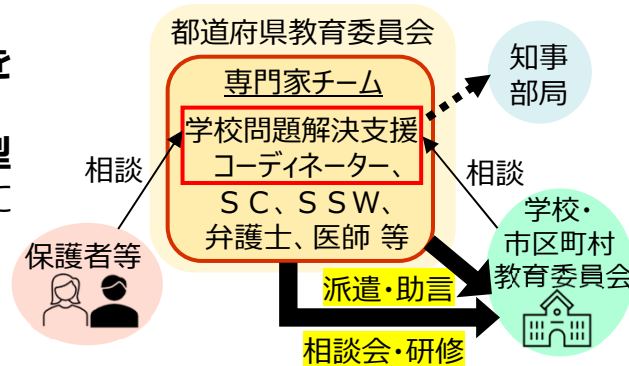 都道府県教育委員会
専門家チーム
学校問題解決支援
コーディネーター、
ＳＣ、ＳＳＷ、
弁護士、医師 等
知事
部局
を
相談
相談
保護者等
学校・
市区町村
教育委員会
派遣・助言
相談会・研修